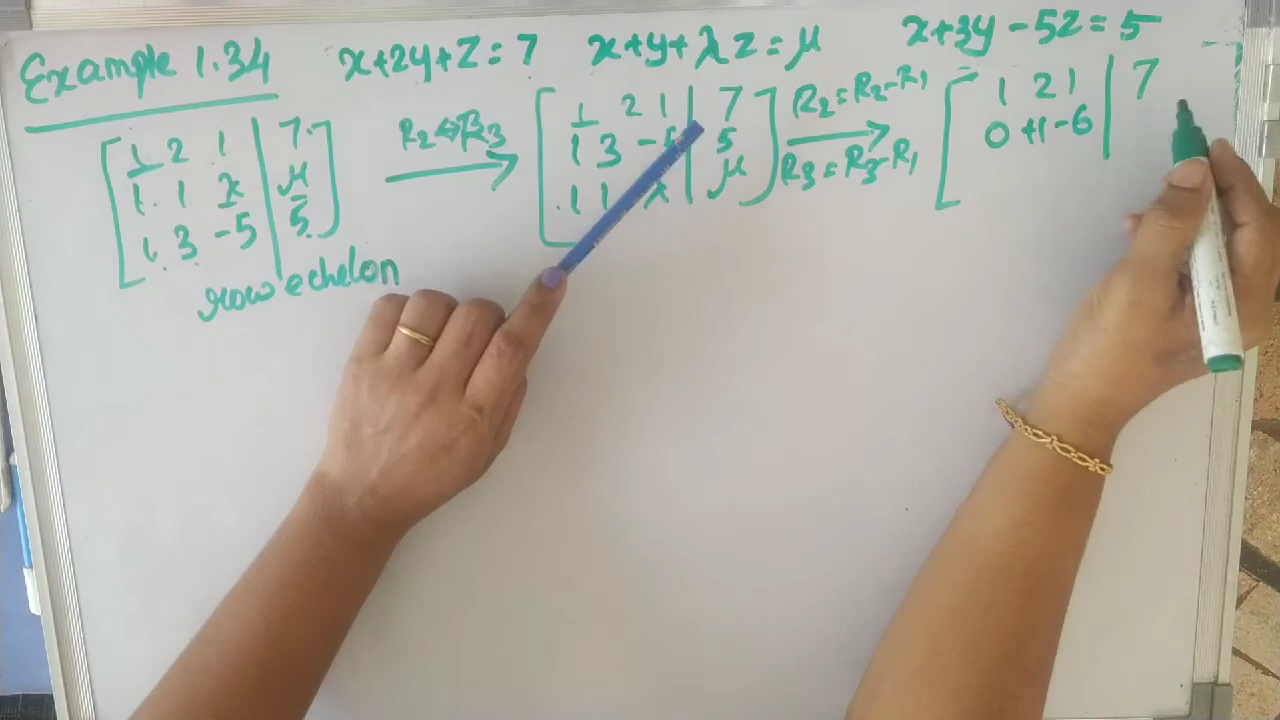 Example 1.34 x+2y+z=7 x+y+λz=μ x+3y-5z=5
1 2 1 | 7
1 1 λ | μ
1 3 -5 | 5
R2⇔R3
1 2 1 | 7
1 3 - | 5
1 1 λ | μ
R2=R2-R1
R3=R3-R1
1 2 1 | 7
0 +1 -6
row echelon